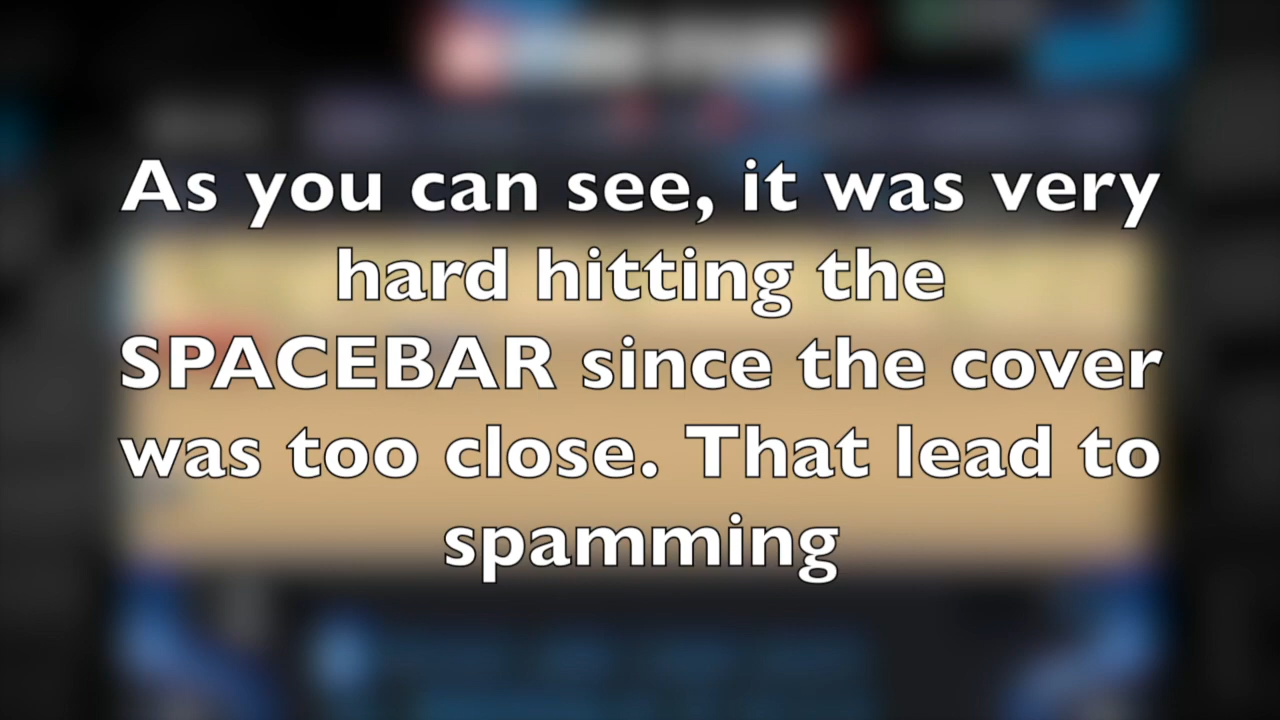 As you can see, it was very
hard hitting the
SPACEBAR since the cover
was too close. That lead to
spamming